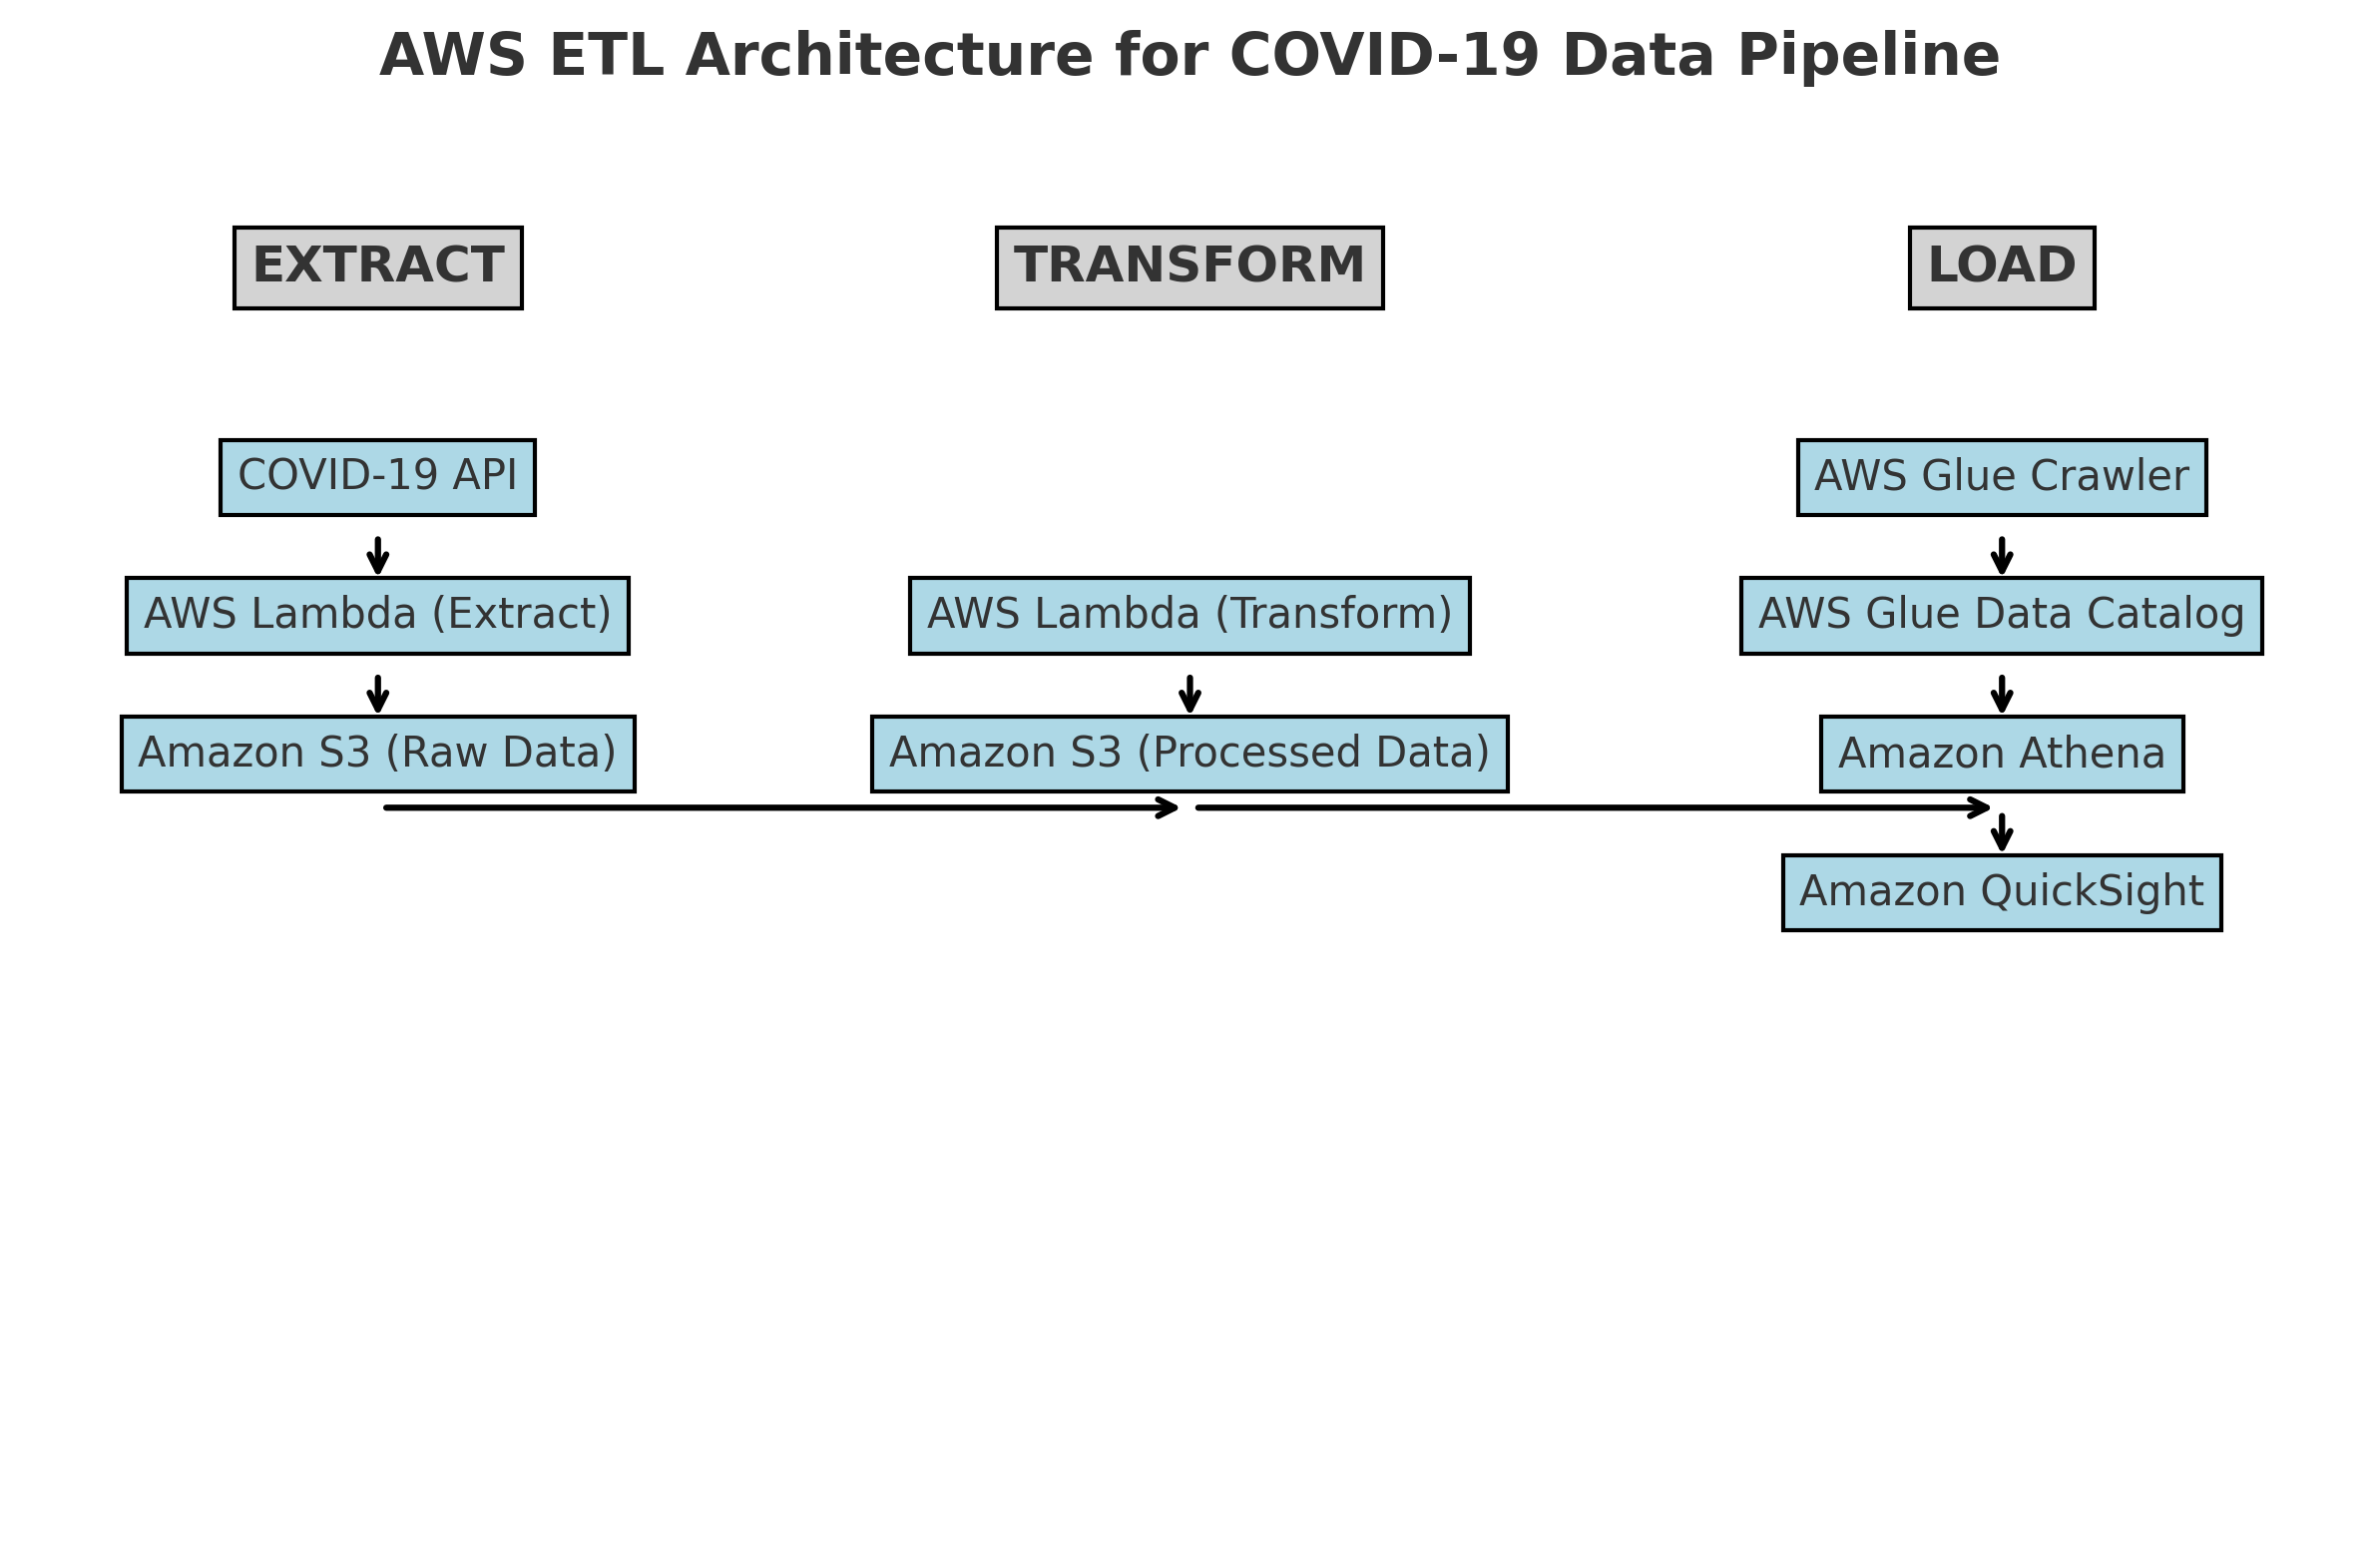 AWS ETL Architecture for COVID-19 Data Pipeline
EXTRACT
COVID-19 API
AWS Lambda (Extract)
Amazon S3 (Raw Data)
TRANSFORM
AWS Lambda (Transform)
Amazon S3 (Processed Data)
LOAD
AWS Glue Crawler
AWS Glue Data Catalog
Amazon Athena
Amazon QuickSight